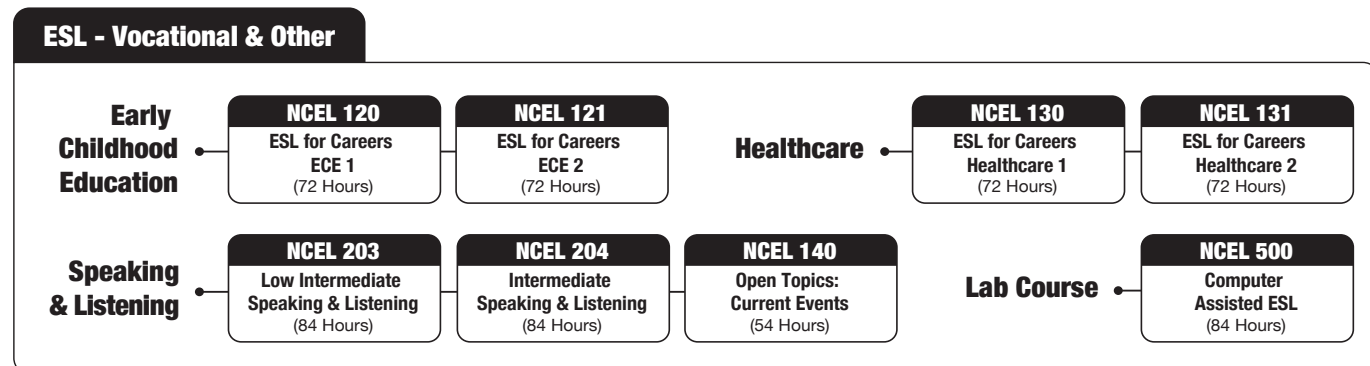 ESL - Vocational & Other
Early
Childhood
Education
NCEL 120
ESL for Careers
ECE 1
(72 Hours)
NCEL 121
ESL for Careers
ECE 2
(72 Hours)
Healthcare
NCEL 130
ESL for Careers
Healthcare 1
(72 Hours)
NCEL 131
ESL for Careers
Healthcare 2
(72 Hours)
Speaking
& Listening
NCEL 203
Low Intermediate
Speaking & Listening
(84 Hours)
NCEL 204
Intermediate
Speaking & Listening
(84 Hours)
NCEL 140
Open Topics:
Current Events
(54 Hours)
Lab Course
NCEL 500
Computer
Assisted ESL
(84 Hours)